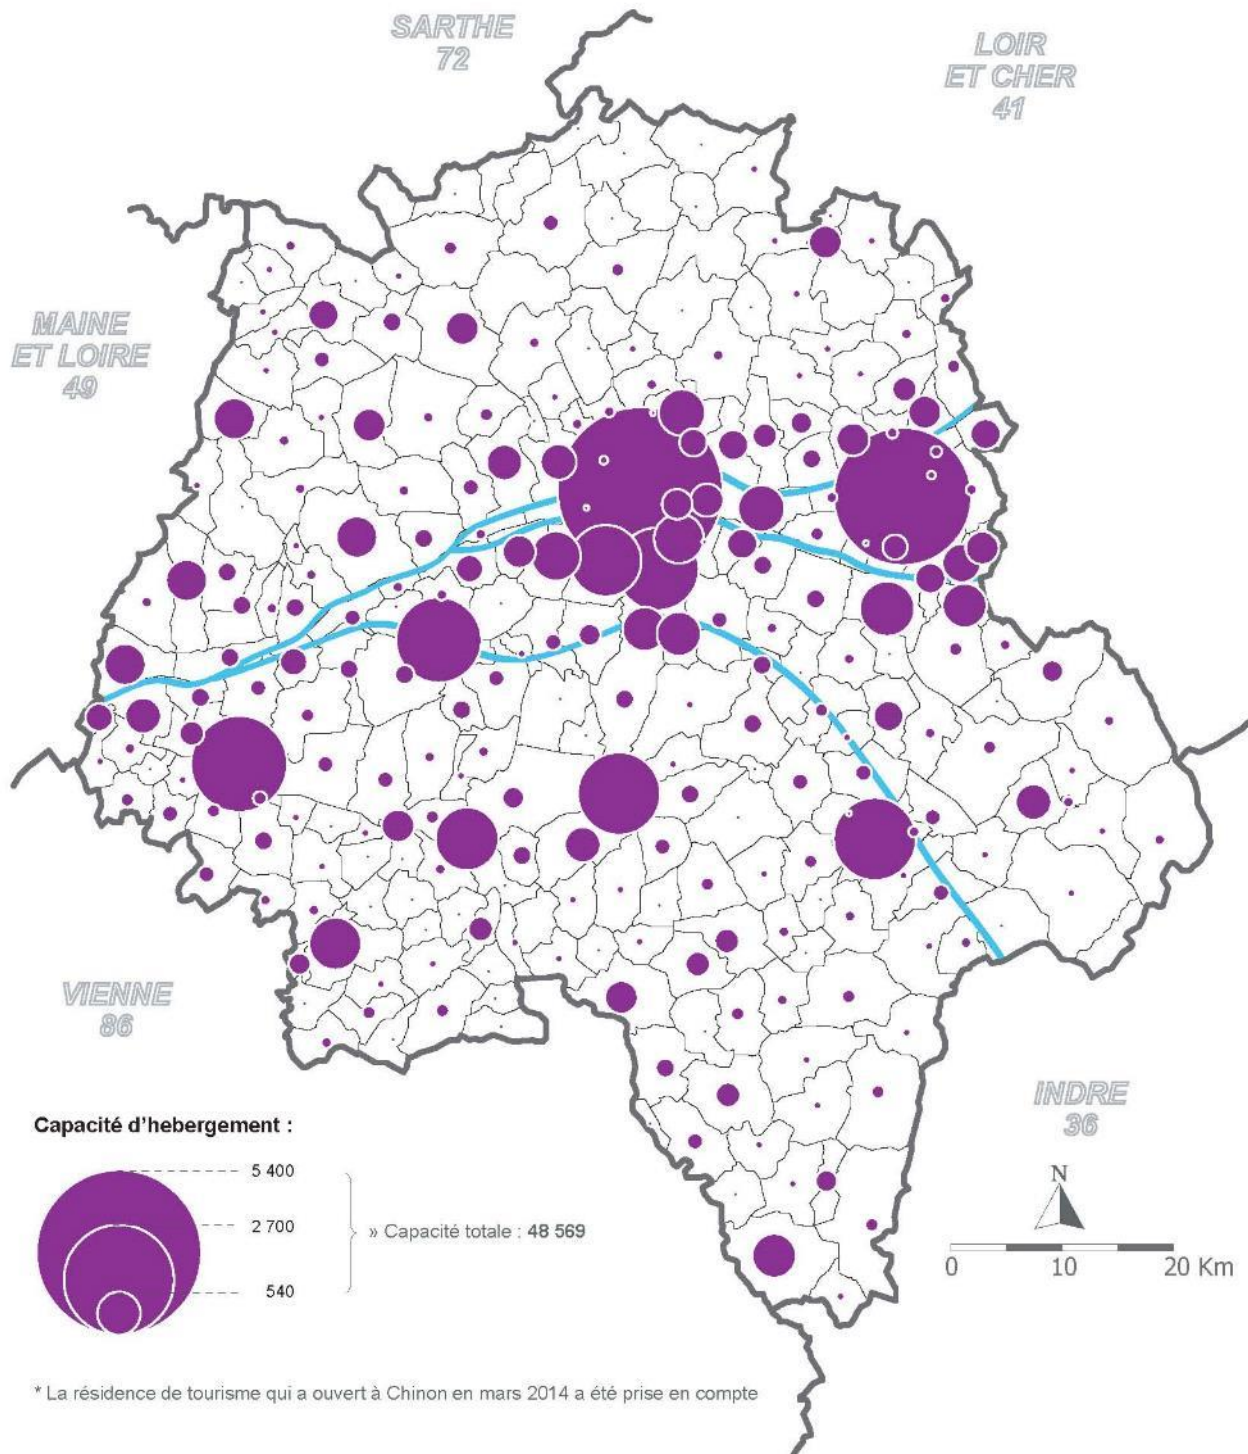 SARTHE
72
LOIR
ET CHER
41
MAINE
ET LOIRE
49
VIENNE
86
INDRE
36
Capacité d'hebergement :
5 400
2 700
540
» Capacité totale : 48 569
N
0 10 20 Km
* La résidence de tourisme qui a ouvert à Chinon en mars 2014 a été prise en compte